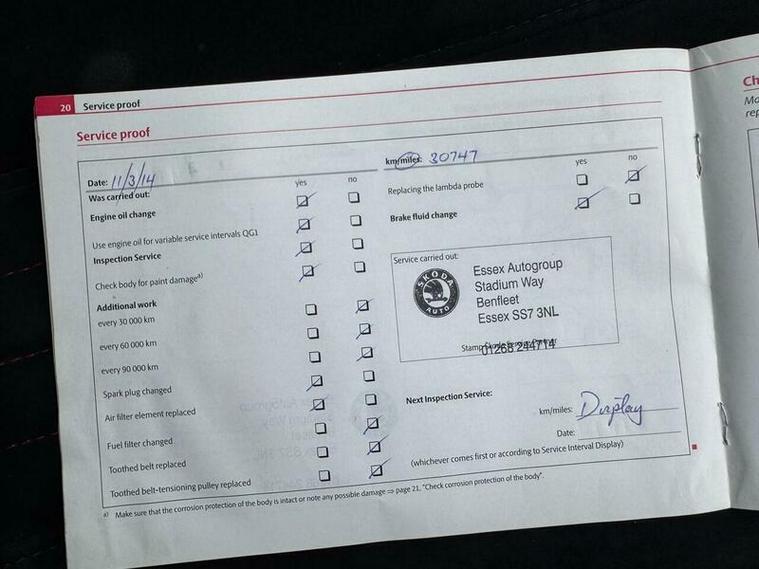 20 Service proof
Service proof
Date: 11/3/14
km/miles: 30747
yes no
yes no
Was carried out:
Engine oil change
Use engine oil for variable service intervals QG1
Inspection Service
Check body for paint damage a)
Additional work
every 30 000 km
every 60 000 km
every 90 000 km
Spark plug changed
Air filter element replaced
Fuel filter changed
Toothed belt replaced
Toothed belt-tensioning pulley replaced
Replacing the lambda probe
Brake fluid change
Service carried out:
SKODA
AUTO
Essex Autogroup
Stadium Way
Benfleet
Essex SS7 3NL
Stamp
01268 244714
Next Inspection Service:
km/miles: Display
Date:
(whichever comes first or according to Service Interval Display)
a) Make sure that the corrosion protection of the body is intact or note any possible damage ⇒ page 21, "Check corrosion protection of the body".
Ch
Ma
rep